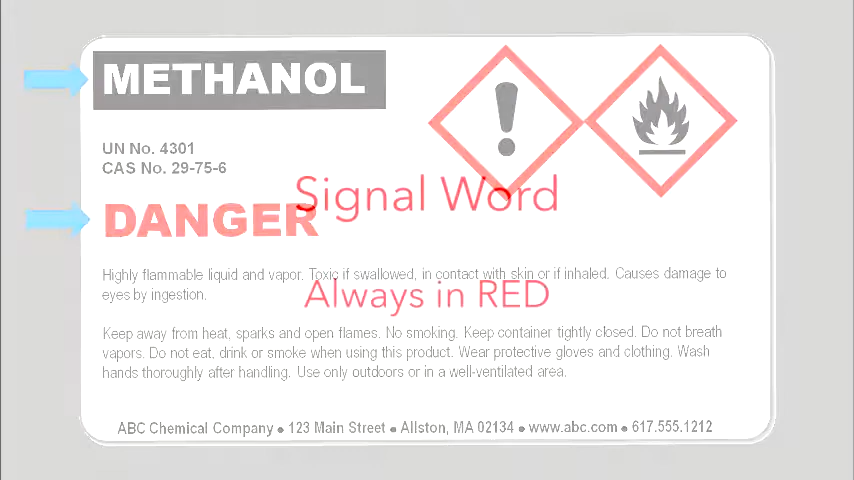 METHANOL
UN No. 4301
CAS No. 29-75-6
Signal Word
DANGER
Highly flammable liquid and vapor. Toxic if swallowed, in contact with skin or if inhaled. Causes damage to
eyes by ingestion.
Always in RED
Keep away from heat, sparks and open flames. No smoking. Keep container tightly closed. Do not breath
vapors. Do not eat, drink or smoke when using this product. Wear protective gloves and clothing. Wash
hands thoroughly after handling. Use only outdoors or in a well-ventilated area.
ABC Chemical Company • 123 Main Street • Allston, MA 02134 • www.abc.com • 617.555.1212